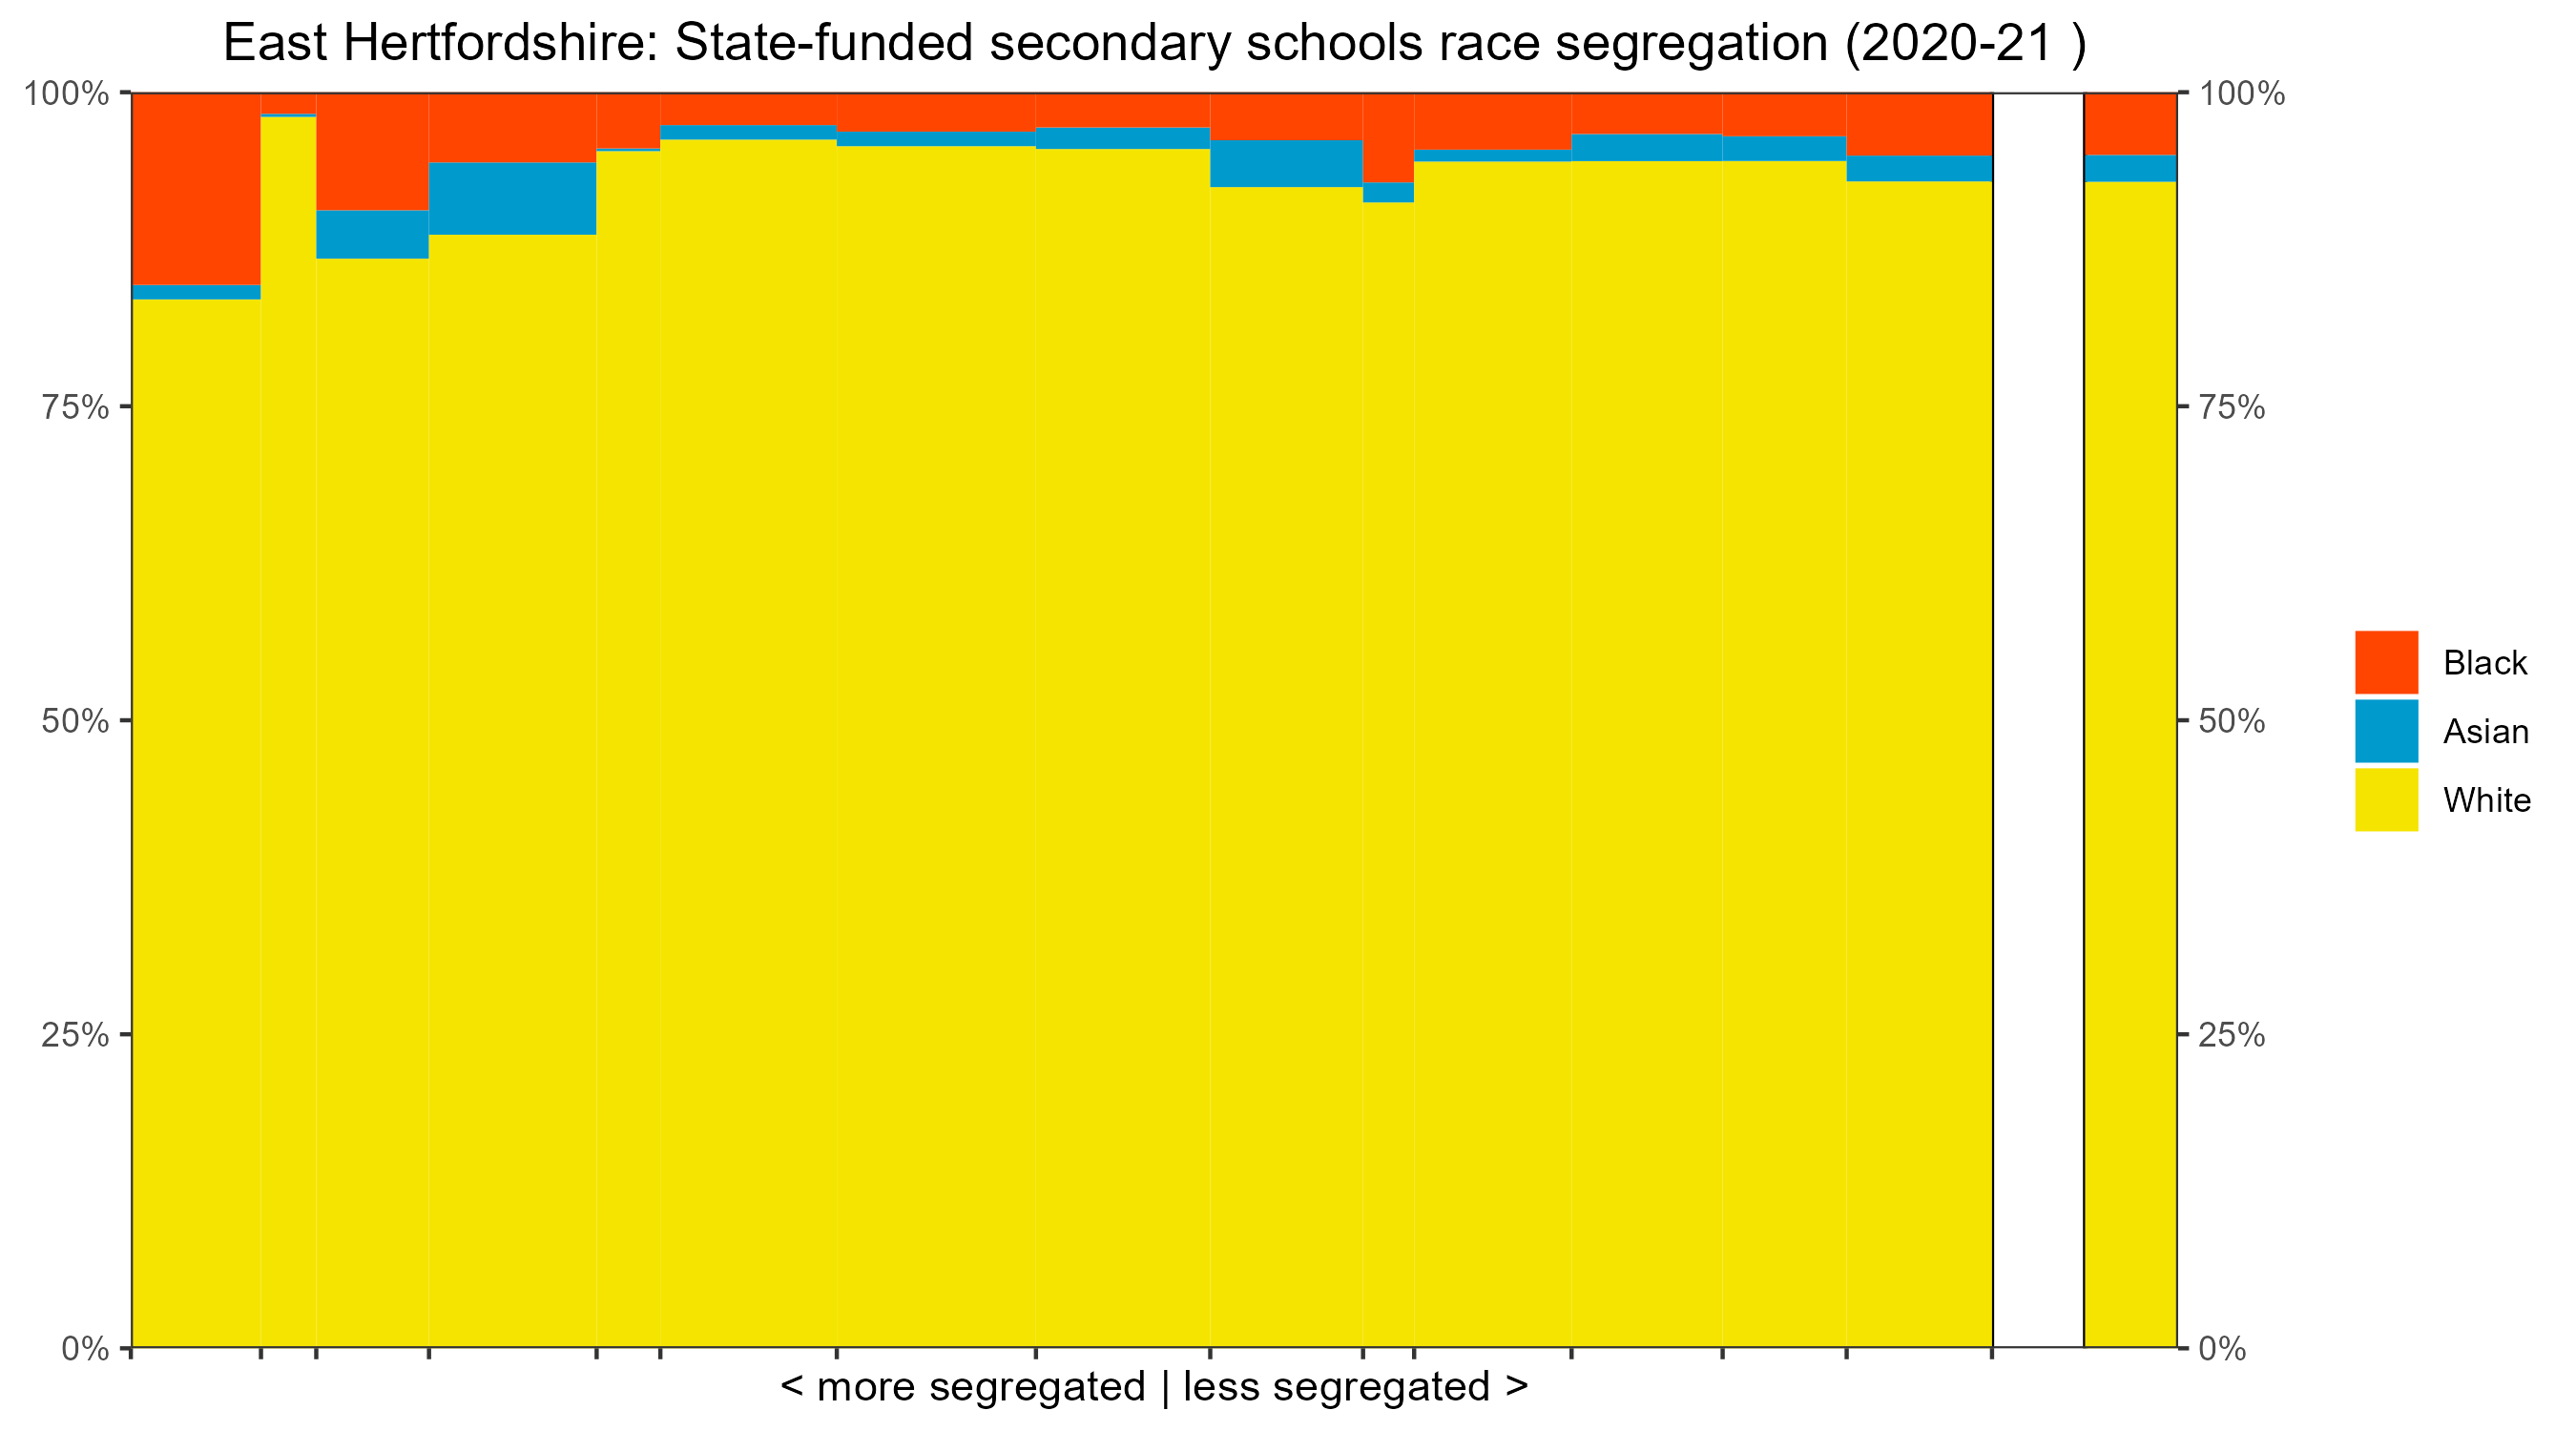 East Hertfordshire: State-funded secondary schools race segregation (2020-21 )
100%
75%
50%
25%
0%
100%
75%
50%
25%
0%
Black
Asian
White
< more segregated | less segregated >